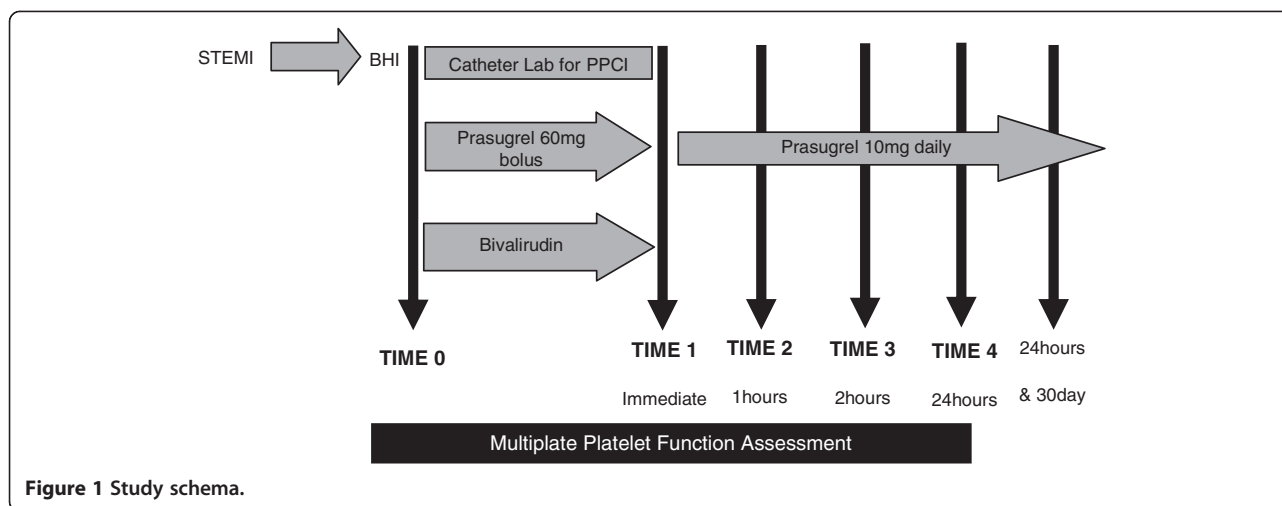 STEMI
BHI
Catheter Lab for PPCI
Prasugrel 60mg
bolus
Prasugrel 10mg daily
Bivalirudin
TIME 0
TIME 1
TIME 2
TIME 3
TIME 4
24hours
Immediate
1hours
2hours
24hours
& 30day
Multiplate Platelet Function Assessment
Figure 1 Study schema.